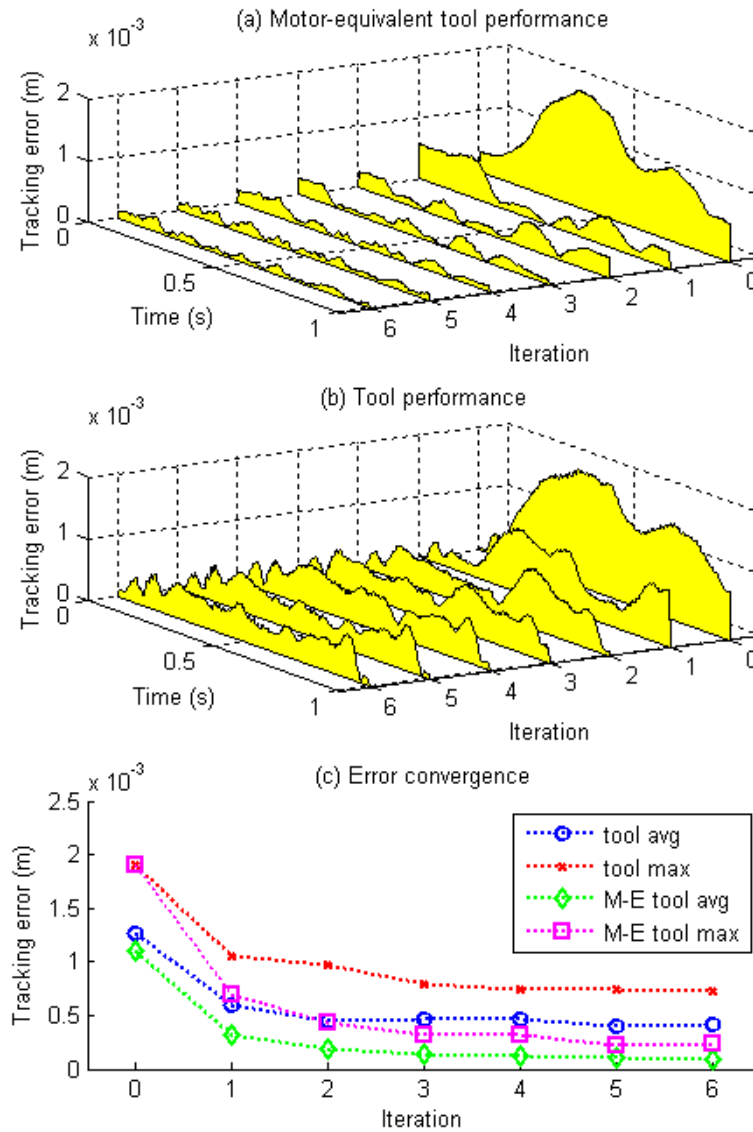 (a) Motor-equivalent tool performance
x 10^-3
2
1
0
Tracking error (m)
0
0.5
1
Time (s)
6 5 4 3 2 1 0
Iteration
(b) Tool performance
x 10^-3
2
1
0
Tracking error (m)
0
0.5
1
Time (s)
6 5 4 3 2 1 0
Iteration
(c) Error convergence
x 10^-3
2.5
2
1.5
1
0.5
0
Tracking error (m)
tool avg
tool max
M-E tool avg
M-E tool max
0 1 2 3 4 5 6
Iteration